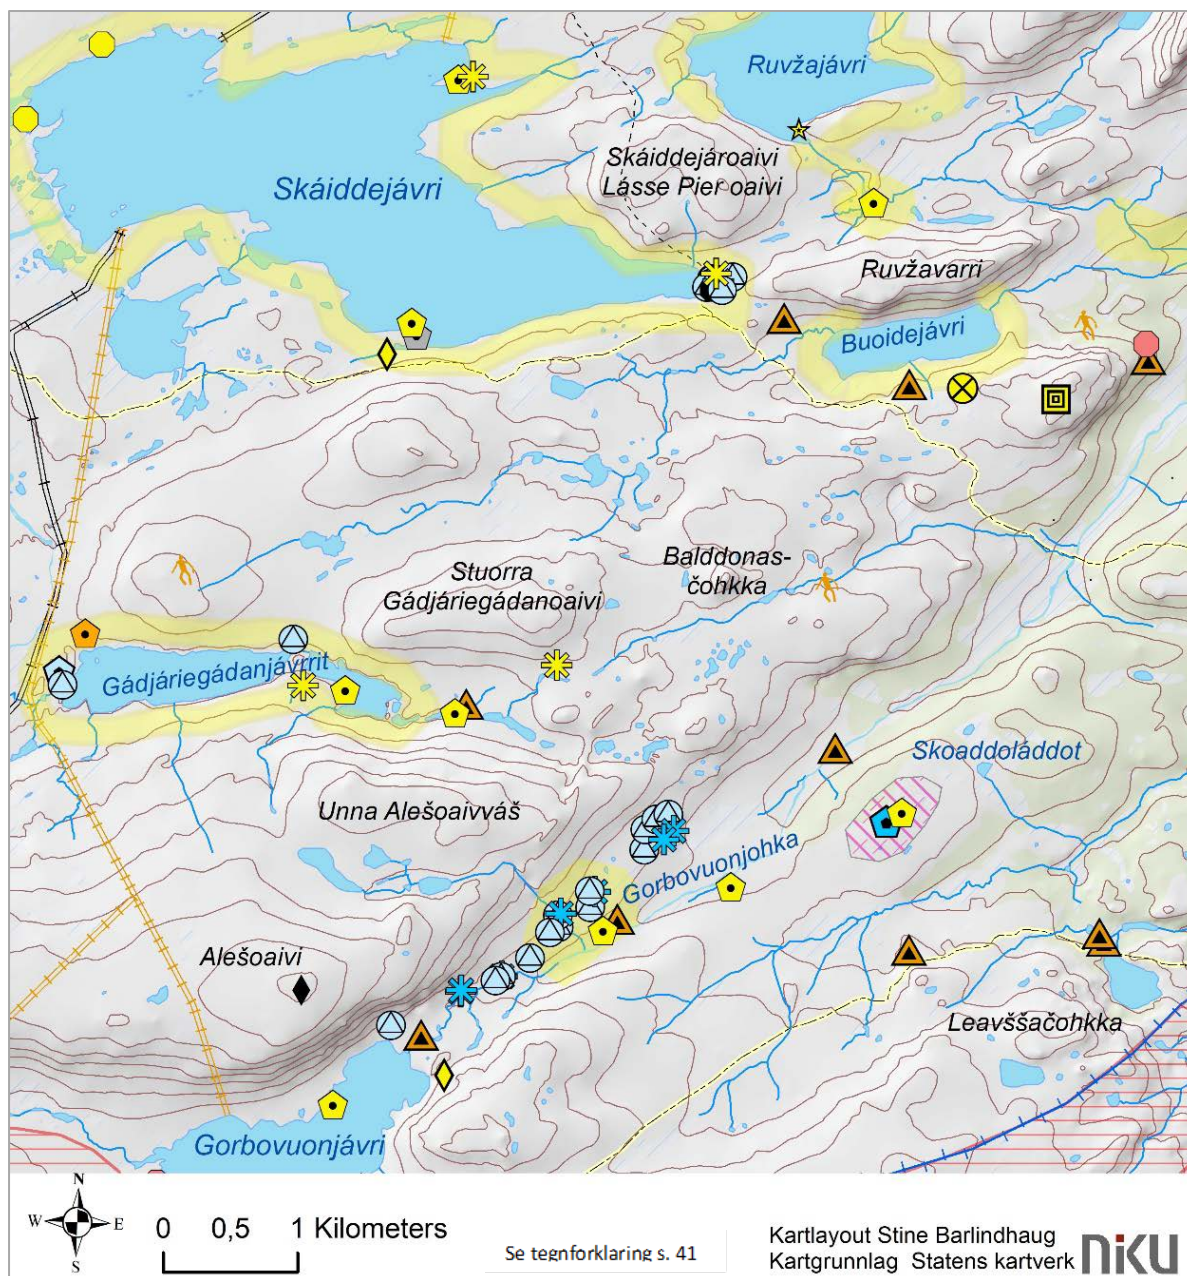 Ruvžajávri
Skáiddejároaivi
Lásse Pier oaivi
Skáiddejávri
Ruvžavarri
Buoidejávri
Stuorra
Gádjáriegádanoaivi
Balddonas-
čohkka
Gádjáriegádanjávrrit
Skoaddoláddot
Unna Alešoaivváš
Gorbovuonjohka
Alešoaivi
Leavššačohkka
Gorbovuonjávri
N
W E
S
0 0,5 1 Kilometers
Se tegnforklaring s. 41
Kartlayout Stine Barlindhaug
Kartgrunnlag Statens kartverk
niku